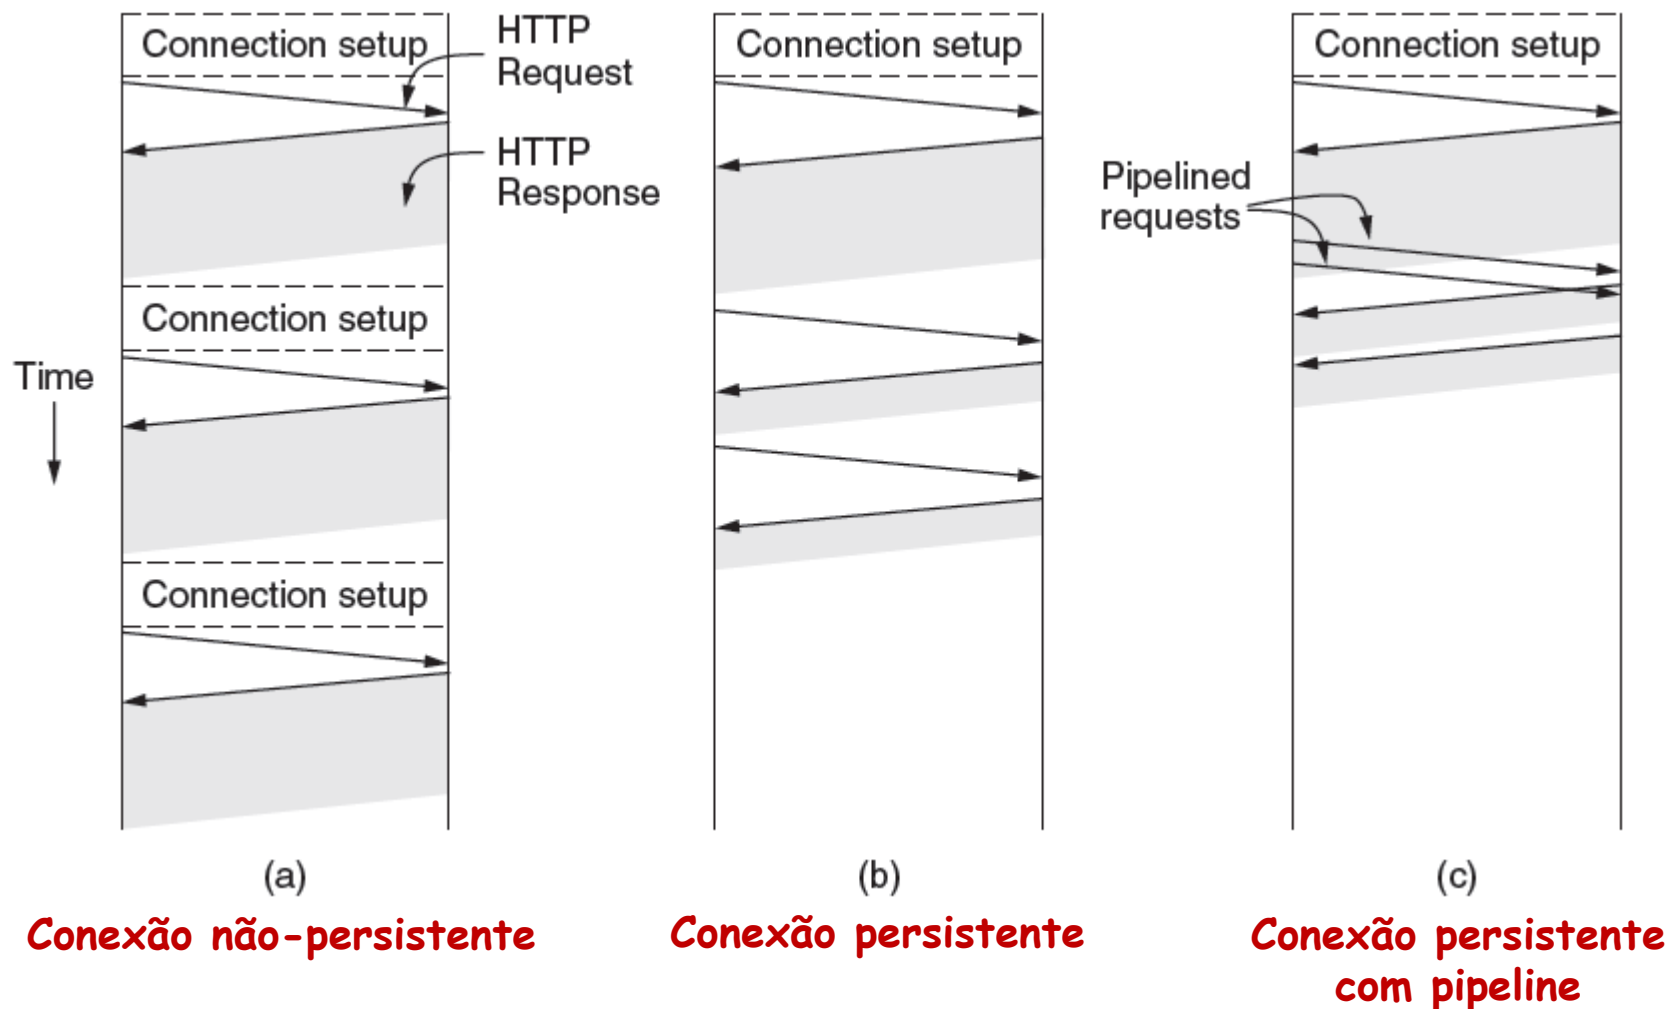 Connection setup
HTTP
Request
HTTP
Response
Connection setup
Time
Connection setup
(a)
Conexão não-persistente
Connection setup
(b)
Conexão persistente
Connection setup
Pipelined
requests
(c)
Conexão persistente
com pipeline